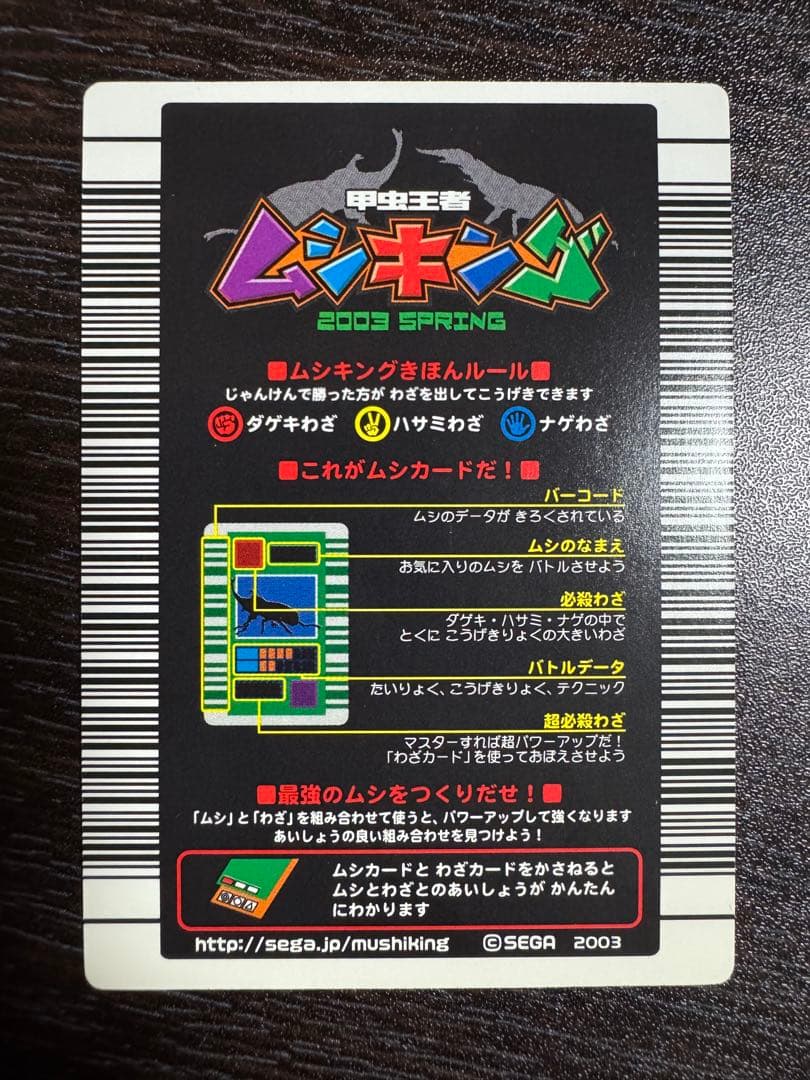 甲虫王者
ムシキング
2003 SPRING
■ムシキングきほんルール■
じゃんけんで勝った方が わざを出してこうげきできます
ダゲキわざ ハサミわざ ナゲわざ
■これがムシカードだ！■
バーコード
ムシのデータが きろくされている
ムシのなまえ
お気に入りのムシを バトルさせよう
必殺わざ
ダゲキ・ハサミ・ナゲの中で
とくに こうげきりょくの大きいわざ
バトルデータ
たいりょく、こうげきりょく、テクニック
超必殺わざ
マスターすれば超パワーアップだ！
「わざカード」を使っておぼえさせよう
■最強のムシをつくりだせ！■
「ムシ」と「わざ」を組み合わせて使うと、パワーアップして強くなります
あいしょうの良い組み合わせを見つけよう！
ムシカードと わざカードをかさねると
ムシとわざとのあいしょうが かんたん
にわかります
http://sega.jp/mushiking ©SEGA 2003